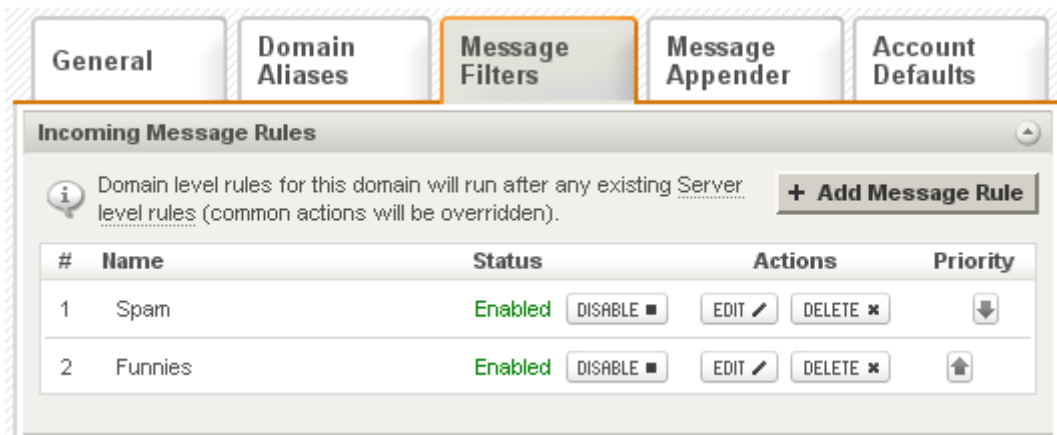 General
Domain
Aliases
Message
Filters
Message
Appender
Account
Defaults
Incoming Message Rules
i
Domain level rules for this domain will run after any existing Server
level rules (common actions will be overridden).
+ Add Message Rule
# Name Status Actions Priority
1 Spam Enabled DISABLE EDIT DELETE
2 Funnies Enabled DISABLE EDIT DELETE